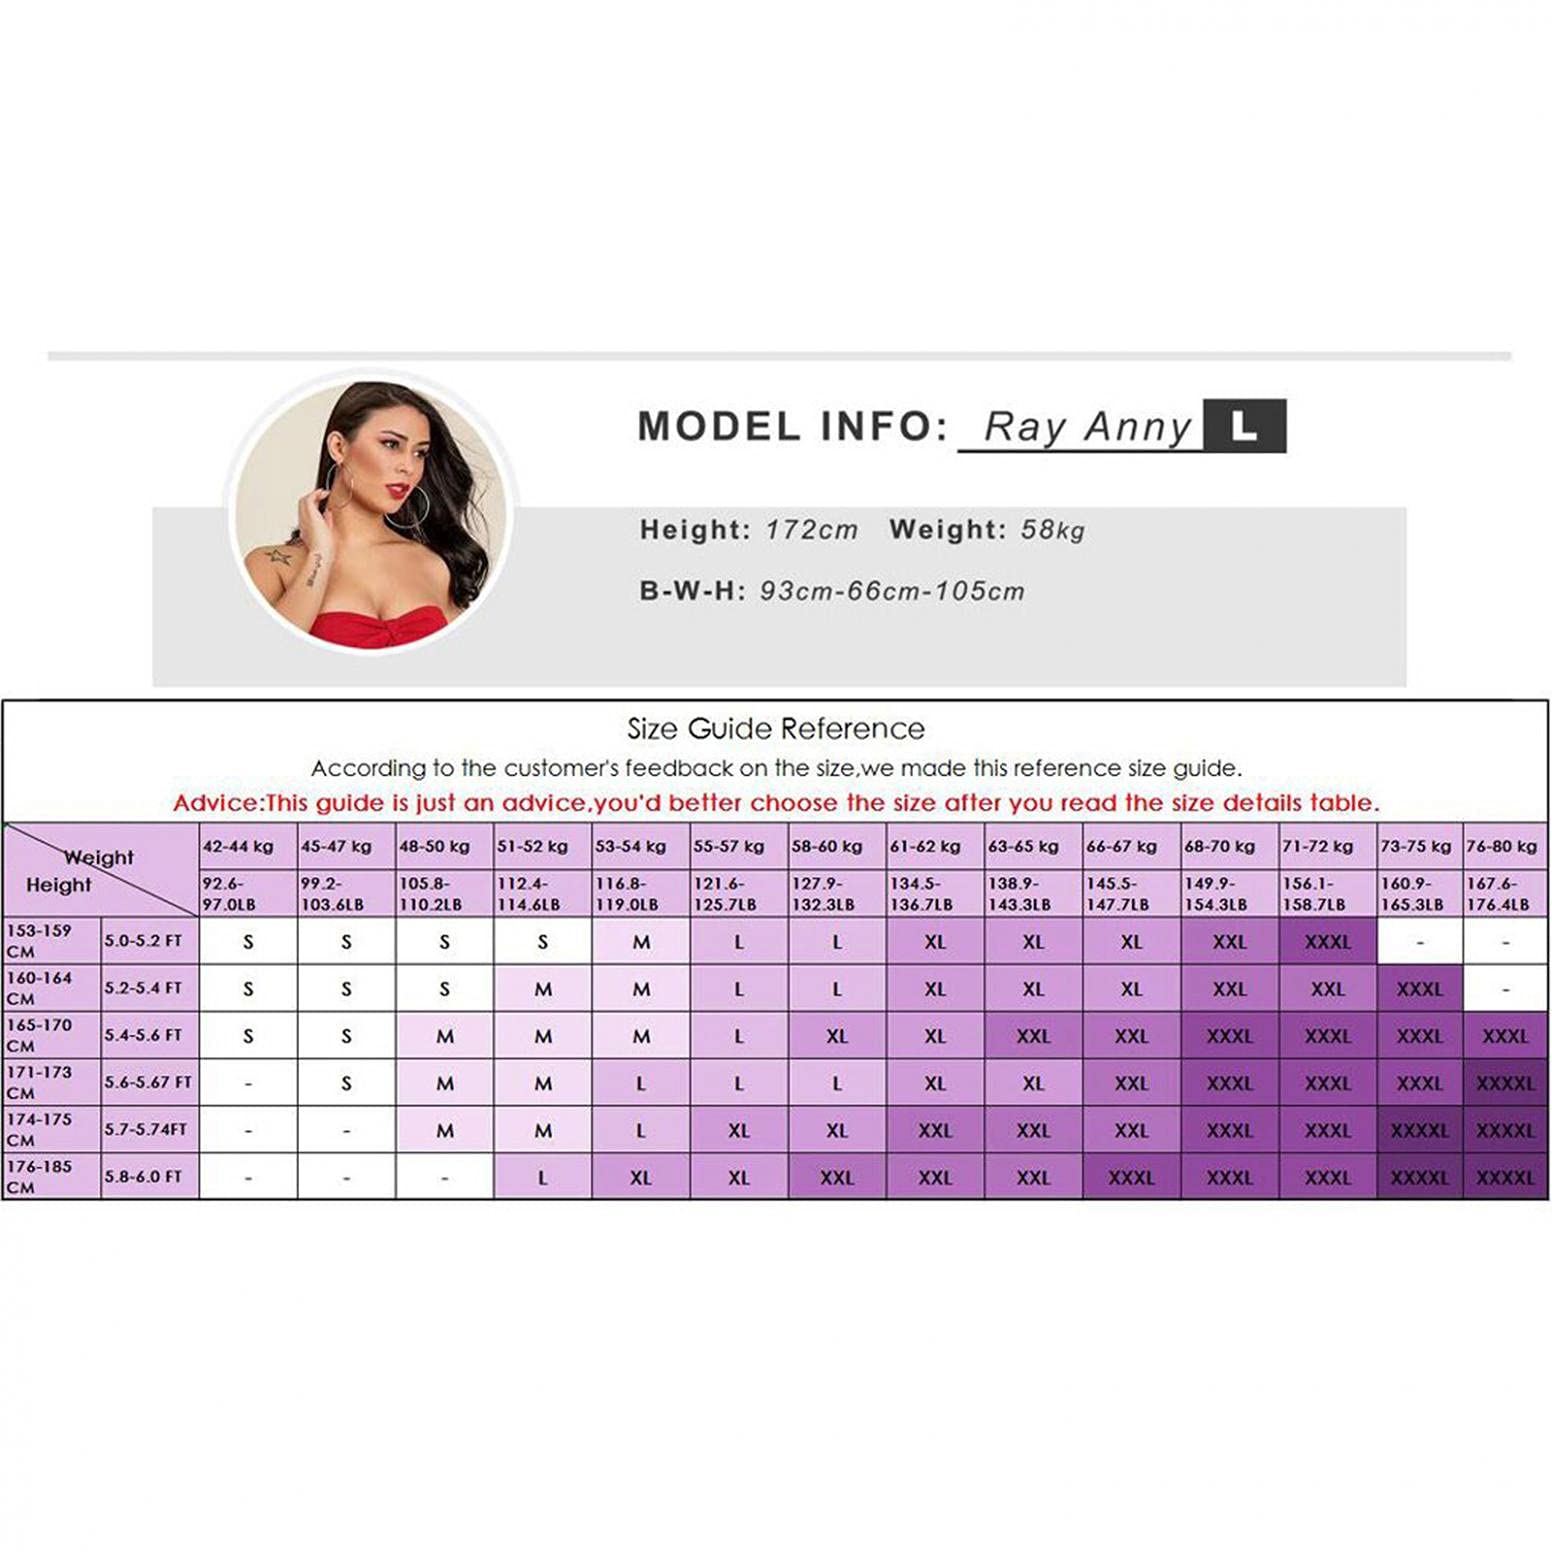 MODEL INFO: Ray Anny L
Height: 172cm Weight: 58kg
B-W-H: 93cm-66cm-105cm
Size Guide Reference
According to the customer's feedback on the size,we made this reference size guide.
Advice:This guide is just an advice,you'd better choose the size after you read the size details table.
Weight
Height
42-44 kg 45-47 kg 48-50 kg 51-52 kg 53-54 kg 55-57 kg 58-60 kg 61-62 kg 63-65 kg 66-67 kg 68-70 kg 71-72 kg 73-75 kg 76-80 kg
92.6- 99.2- 105.8- 112.4- 116.8- 121.6- 127.9- 134.5- 138.9- 145.5- 149.9- 156.1- 160.9- 167.6-
97.0LB 103.6LB 110.2LB 114.6LB 119.0LB 125.7LB 132.3LB 136.7LB 143.3LB 147.7LB 154.3LB 158.7LB 165.3LB 176.4LB
153-159
CM 5.0-5.2 FT S S S S M L L XL XL XL XXL XXXL - -
160-164
CM 5.2-5.4 FT S S S M M L L XL XL XL XXL XXL XXXL -
165-170
CM 5.4-5.6 FT S S M M M L XL XL XXL XXL XXXL XXXL XXXL XXXL
171-173
CM 5.6-5.67 FT - S M M L L L XL XL XXL XXXL XXXL XXXL XXXXL
174-175
CM 5.7-5.74FT - - M M L XL XL XXL XXL XXL XXXL XXXL XXXXL XXXXL
176-185
CM 5.8-6.0 FT - - - L XL XL XXL XXL XXL XXXL XXXL XXXL XXXXL XXXXL